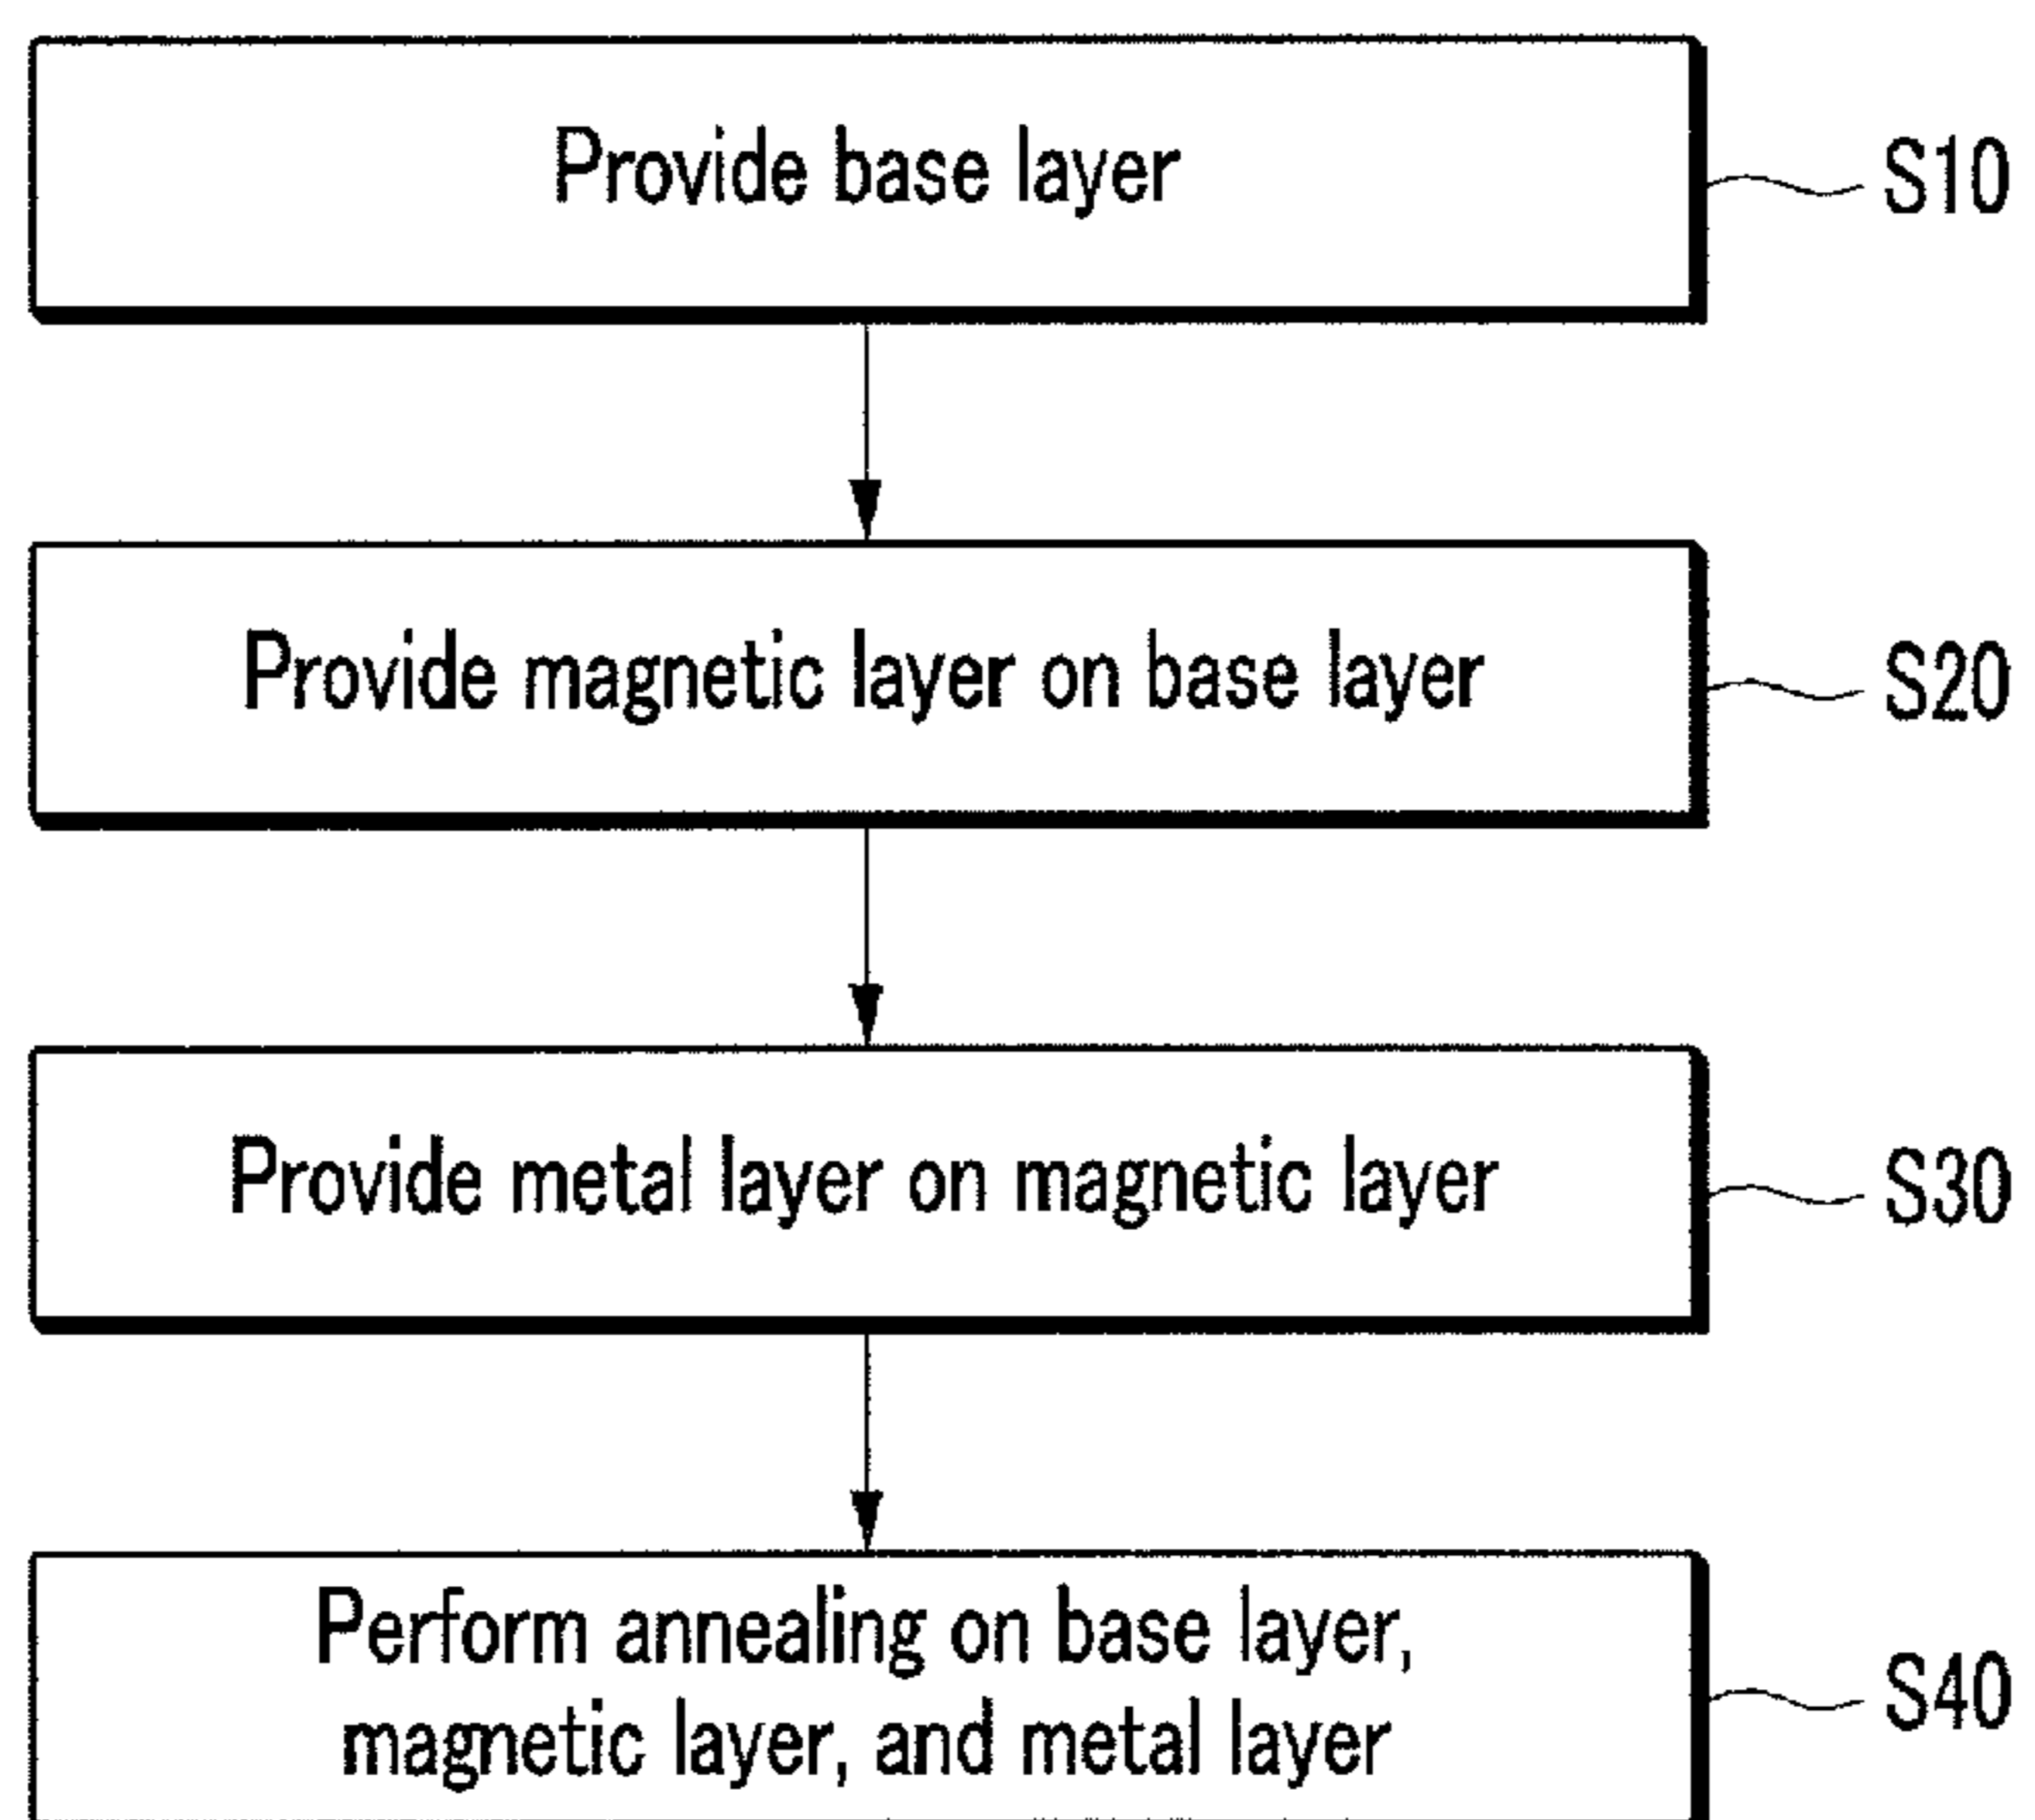 Provide base layer
S10
Provide magnetic layer on base layer
S20
Provide metal layer on magnetic layer
S30
Perform annealing on base layer,
magnetic layer, and metal layer
S40